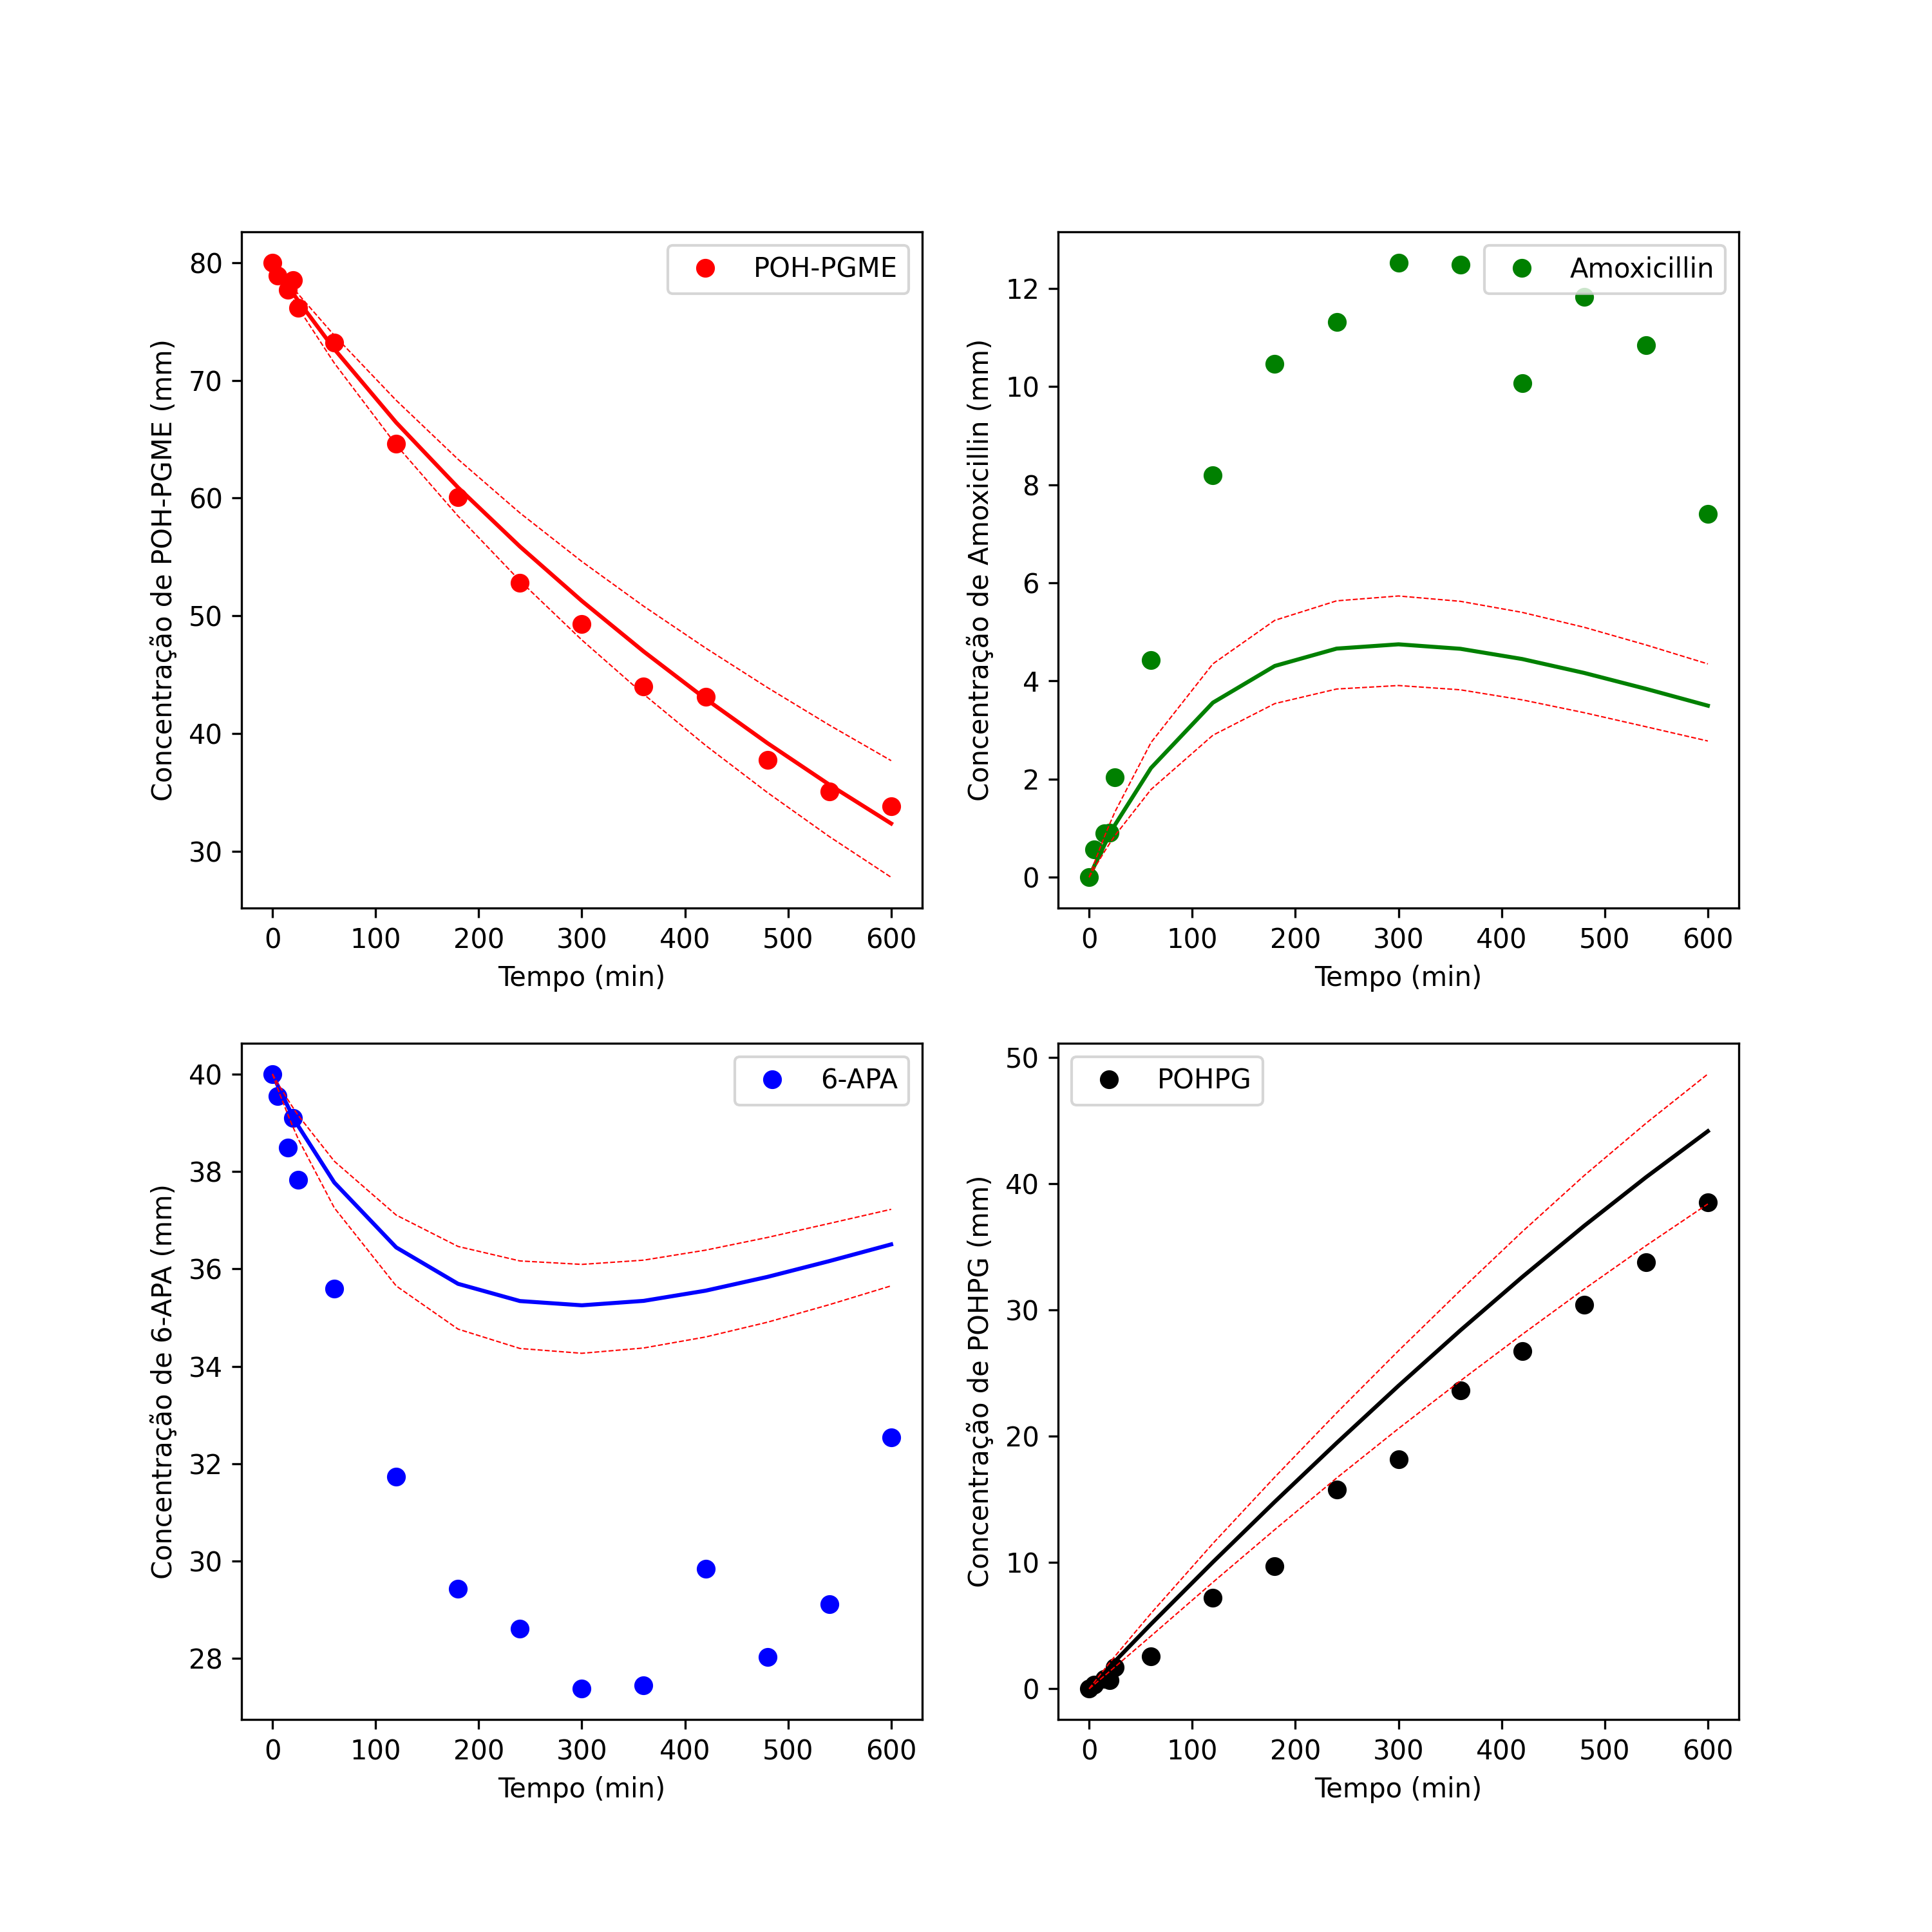 POH-PGME
80
70
60
50
40
30
Concentração de POH-PGME (mm)
0 100 200 300 400 500 600
Tempo (min)
Amoxicillin
12
10
8
6
4
2
0
Concentração de Amoxicillin (mm)
0 100 200 300 400 500 600
Tempo (min)
6-APA
40
38
36
34
32
30
28
Concentração de 6-APA (mm)
0 100 200 300 400 500 600
Tempo (min)
POHPG
50
40
30
20
10
0
Concentração de POHPG (mm)
0 100 200 300 400 500 600
Tempo (min)